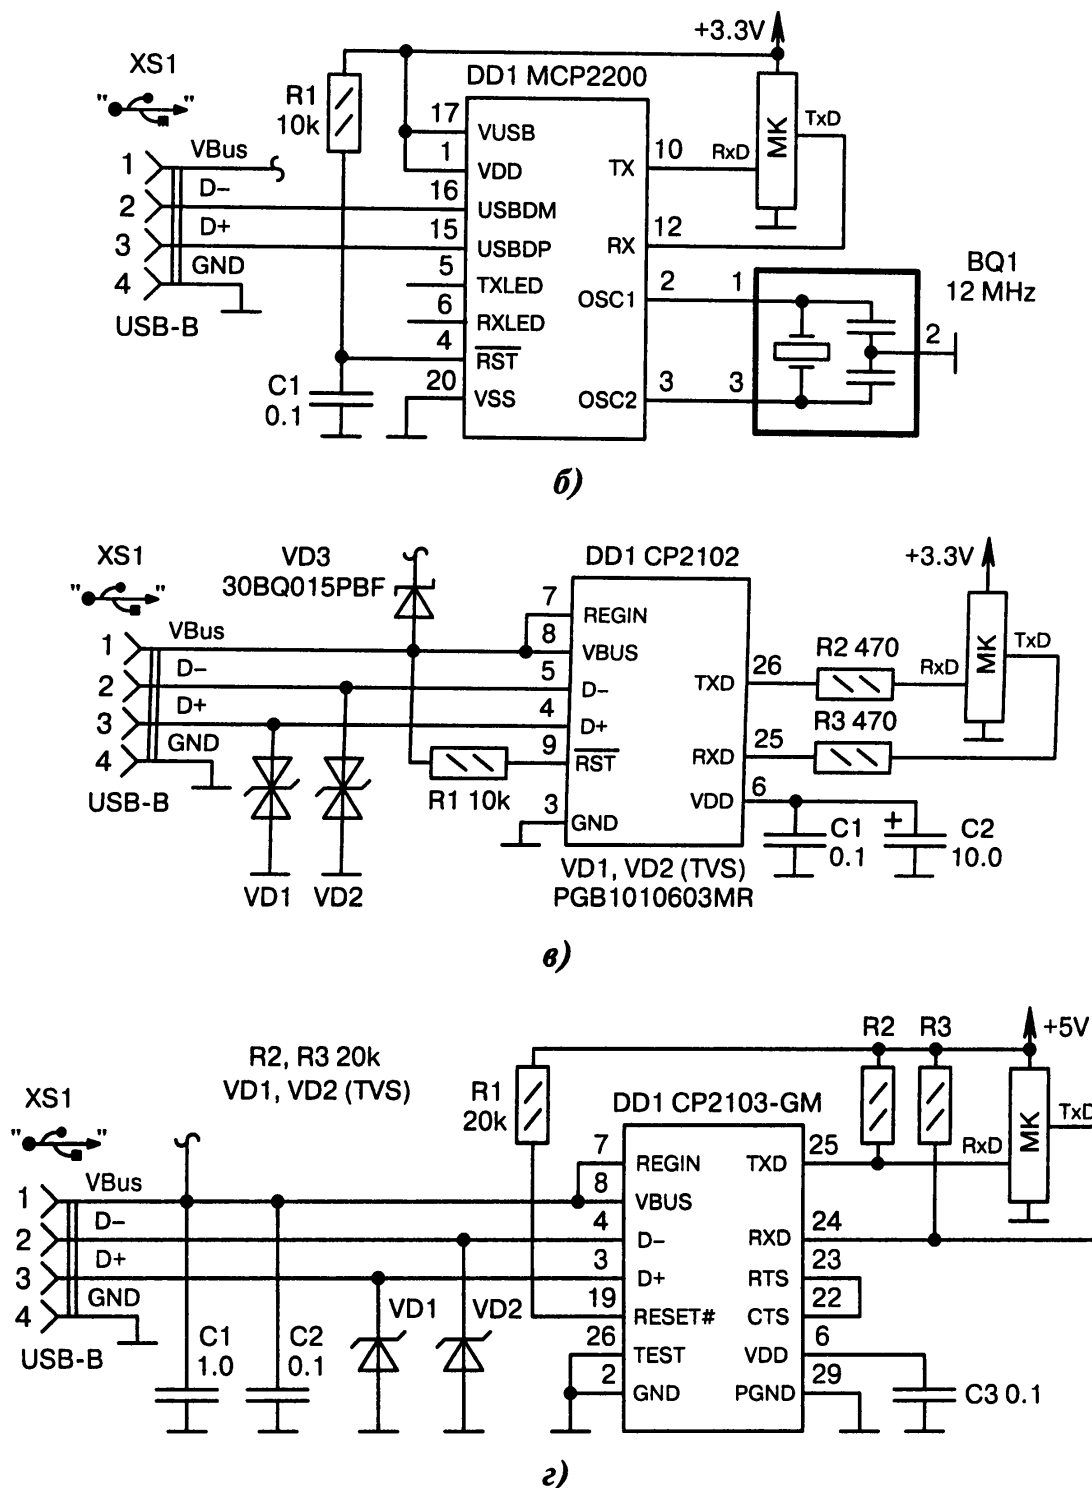 +3.3V
XS1
DD1 MCP2200
" "
R1
10k
17
VUSB
TxD
МК
VBus
1
1
VDD
TX
10
RxD
D–
16
2
USBDM
D+
15
12
3
USBDP
RX
GND
5
4
TXLED
2
1
BQ1
12 MHz
OSC1
USB-B
6
RXLED
2
4
RST
C1
0.1
20
VSS
3
3
OSC2
б)
XS1
VD3
30BQ015PBF
DD1 CP2102
+3.3V
" "
7
REGIN
VBus
1
8
VBUS
R2 470
МК
TxD
D–
5
26
RxD
2
D–
TXD
D+
4
3
D+
R3 470
GND
9
25
4
RST
RXD
USB-B
R1 10k
6
VDD
3
GND
C1
0.1
+
C2
10.0
VD1
VD2
VD1, VD2 (TVS)
PGB1010603MR
в)
R2
R3
+5V
R2, R3 20k
VD1, VD2 (TVS)
XS1
R1
20k
DD1 CP2103-GM
TxD
" "
МК
7
REGIN
TXD
25
RxD
VBus
1
8
VBUS
D–
4
24
2
D–
RXD
D+
3
23
3
D+
RTS
GND
19
22
4
RESET#
CTS
VD1
VD2
USB-B
C1
1.0
C2
0.1
26
6
TEST
VDD
2
29
GND
PGND
C3 0.1
г)